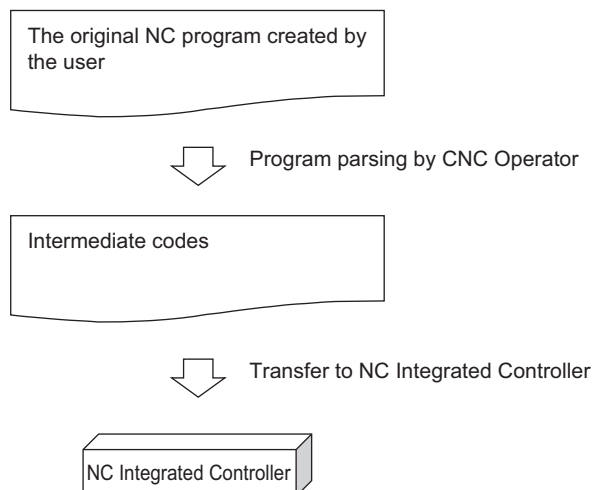 The original NC program created by
the user
Program parsing by CNC Operator
Intermediate codes
Transfer to NC Integrated Controller
NC Integrated Controller